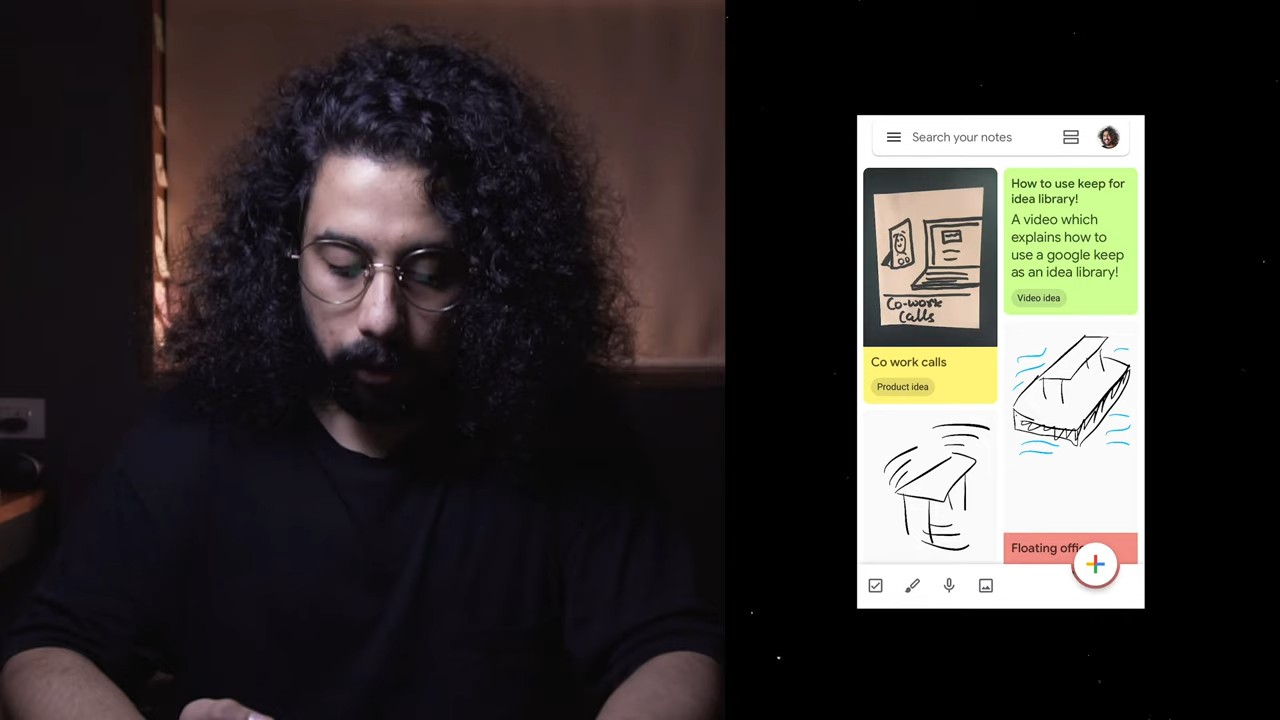 Search your notes
Co-work
Calls
Co work calls
Product idea
How to use keep for
idea library!
A video which
explains how to
use a google keep
as an idea library!
Video idea
Floating